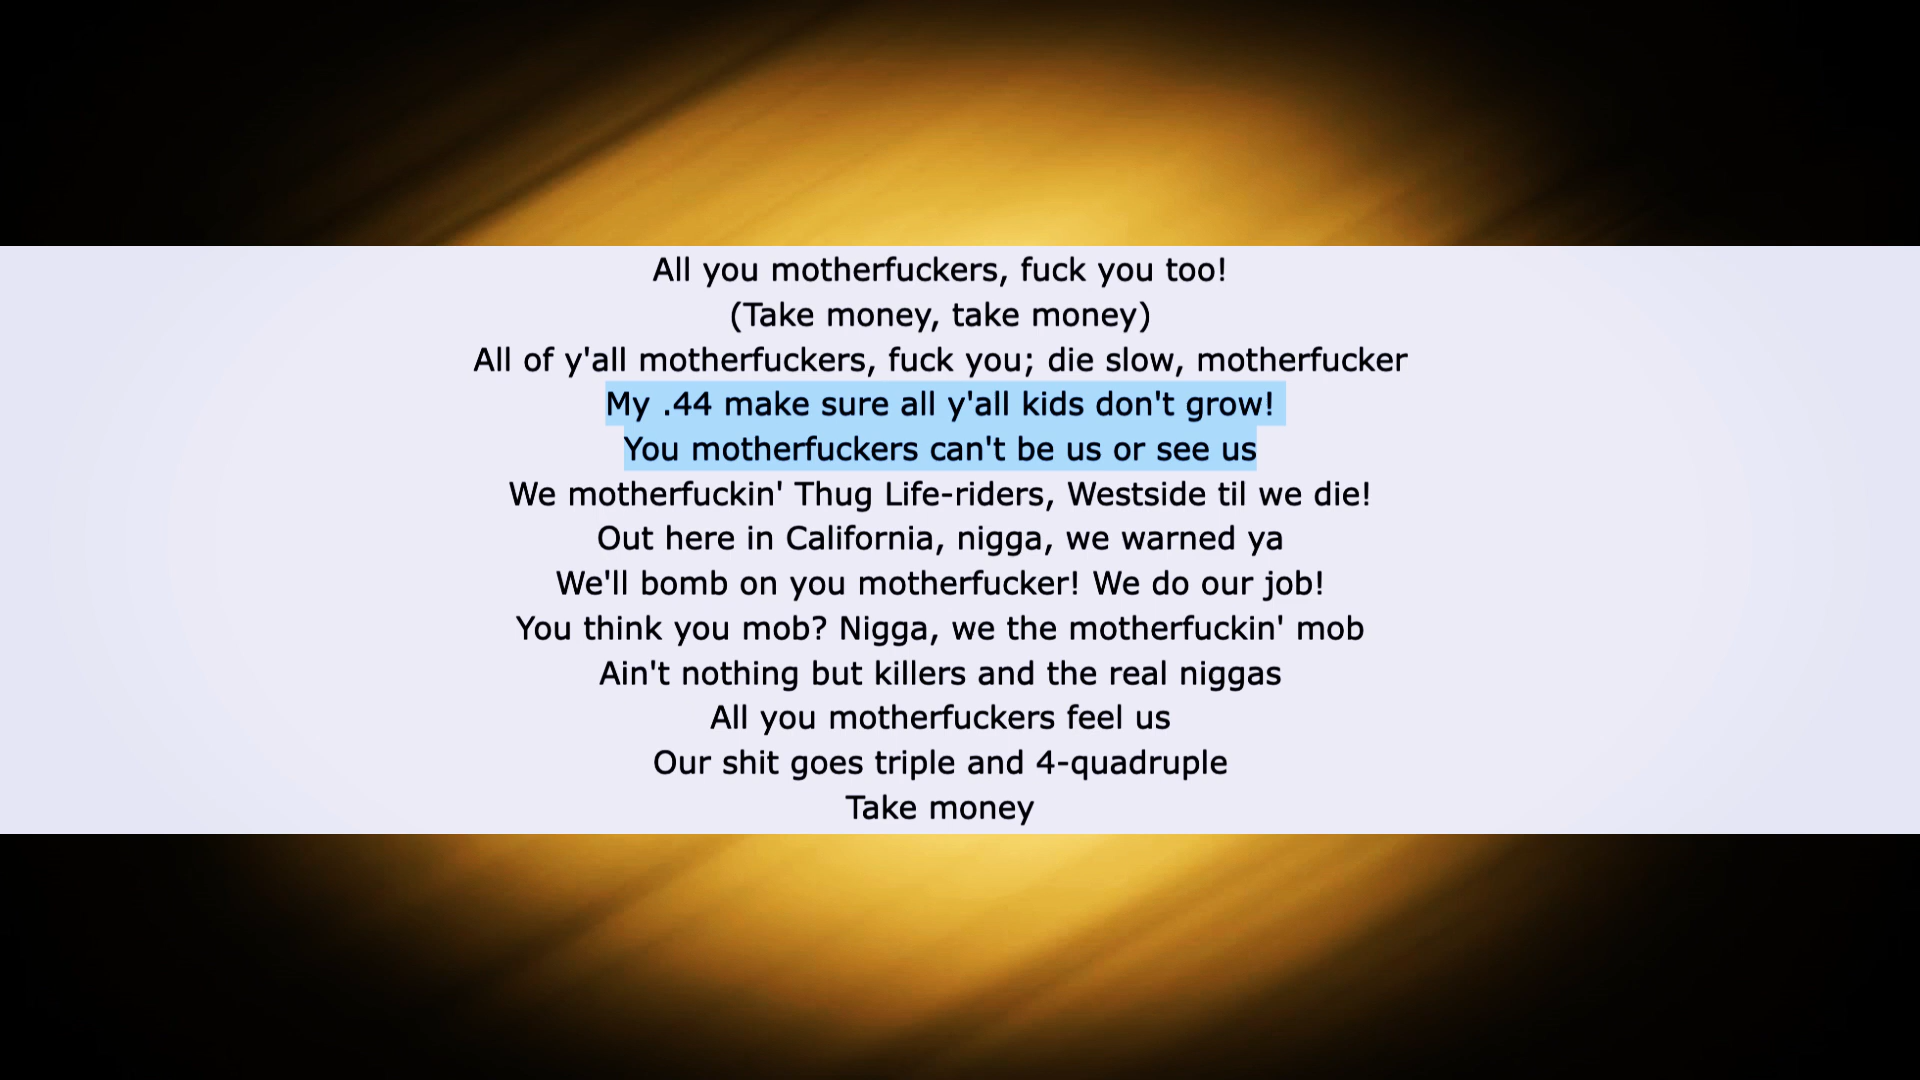 All you motherfuckers, fuck you too!
(Take money, take money)
All of y'all motherfuckers, fuck you; die slow, motherfucker
My .44 make sure all y'all kids don't grow!
You motherfuckers can't be us or see us
We motherfuckin' Thug Life-riders, Westside til we die!
Out here in California, nigga, we warned ya
We'll bomb on you motherfucker! We do our job!
You think you mob? Nigga, we the motherfuckin' mob
Ain't nothing but killers and the real niggas
All you motherfuckers feel us
Our shit goes triple and 4-quadruple
Take money